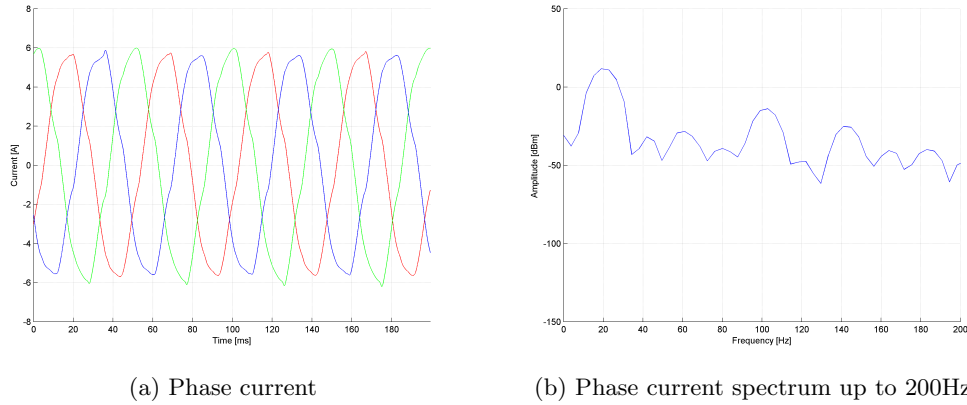 8
6
4
2
0
-2
-4
-6
-8
Current [A]
0 20 40 60 80 100 120 140 160 180
Time [ms]
50
0
-50
-100
-150
Amplitude [dBm]
0 20 40 60 80 100 120 140 160 180 200
Frequency [Hz]
(a) Phase current
(b) Phase current spectrum up to 200Hz